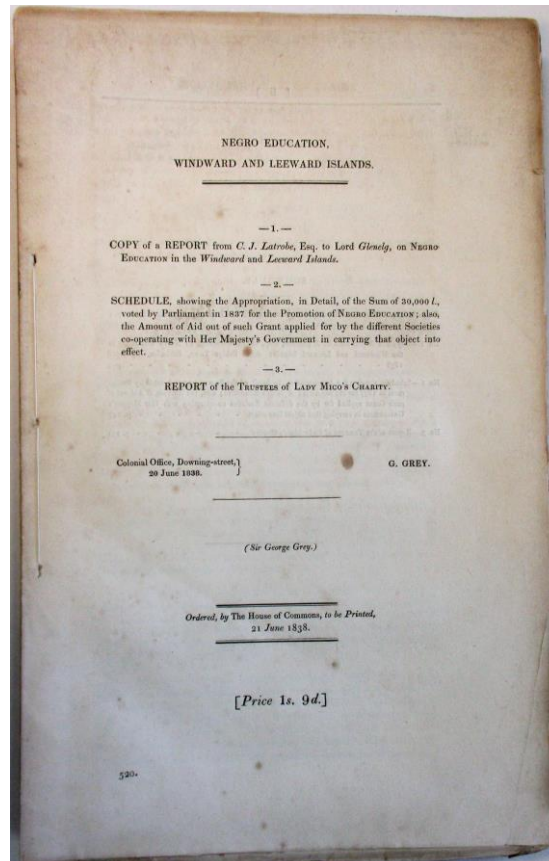 NEGRO EDUCATION,
WINDWARD AND LEEWARD ISLANDS.
—1.—
COPY of a REPORT from C. J. Latrobe, Esq. to Lord Glenelg, on NEGRO
EDUCATION in the Windward and Leeward Islands.
—2.—
SCHEDULE, showing the Appropriation, in Detail, of the Sum of 30,000 l.,
voted by Parliament in 1837 for the Promotion of NEGRO EDUCATION; also,
the Amount of Aid out of such Grant applied for by the different Societies
co-operating with Her Majesty's Government in carrying that object into
effect.
—3.—
REPORT of the TRUSTEES of LADY MICO'S CHARITY.
Colonial Office, Downing-street,}
20 June 1838.
G. GREY.
(Sir George Grey.)
Ordered, by The House of Commons, to be Printed,
21 June 1838.
[Price 1s. 9d.]
520.